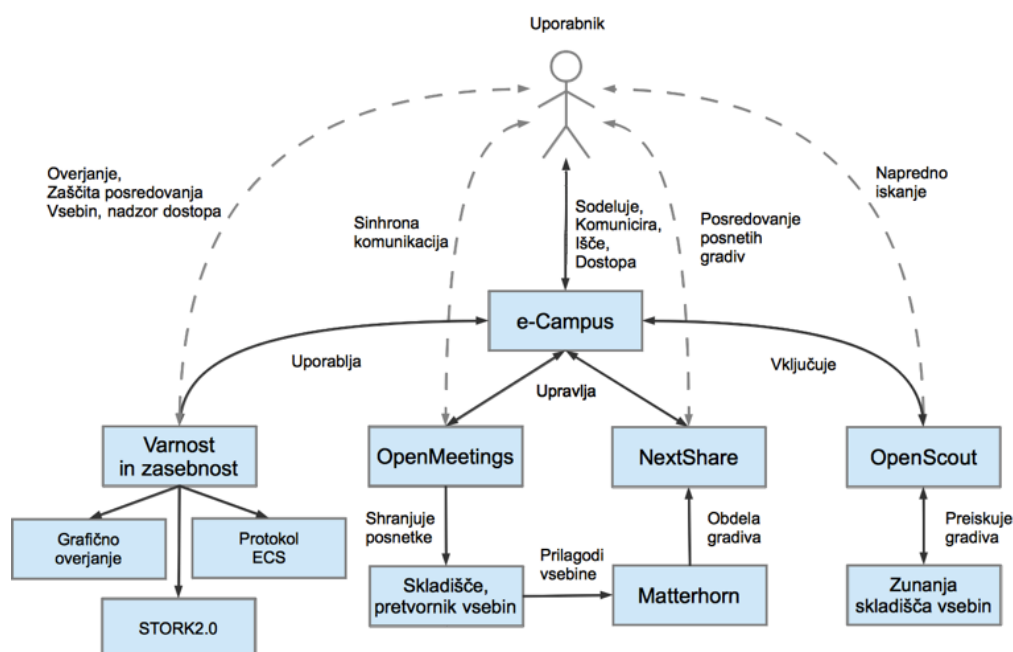 Uporabnik
Overjanje,
Zaščita posredovanja
Vsebin, nadzor dostopa
Sinhrona
komunikacija
Sodeluje,
Komunicira,
Išče,
Dostopa
Posredovanje
posnetih
gradiv
Napredno
iskanje
e-Campus
Uporablja
Upravlja
Vključuje
Varnost
in zasebnost
OpenMeetings
NextShare
OpenScout
Grafično
overjanje
Protokol
ECS
STORK2.0
Shranjuje
posnetke
Obdela
gradiva
Preiskuje
gradiva
Skladišče,
pretvornik vsebin
Prilagodi
vsebine
Matterhorn
Zunanja
skladišča vsebin